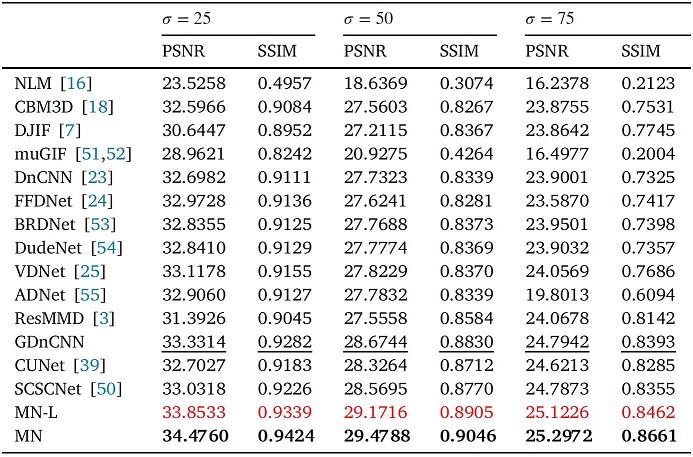 σ = 25 σ = 50 σ = 75
PSNR SSIM PSNR SSIM PSNR SSIM
NLM [16] 23.5258 0.4957 18.6369 0.3074 16.2378 0.2123
CBM3D [18] 32.5966 0.9084 27.5603 0.8267 23.8755 0.7531
DJIF [7] 30.6447 0.8952 27.2115 0.8367 23.8642 0.7745
muGIF [51,52] 28.9621 0.8242 20.9275 0.4264 16.4977 0.2004
DnCNN [23] 32.6982 0.9111 27.7323 0.8339 23.9001 0.7325
FFDNet [24] 32.9728 0.9136 27.6241 0.8281 23.5870 0.7417
BRDNet [53] 32.8355 0.9125 27.7688 0.8373 23.9501 0.7398
DudeNet [54] 32.8410 0.9129 27.7774 0.8369 23.9032 0.7357
VDNet [25] 33.1178 0.9155 27.8229 0.8370 24.0569 0.7686
ADNet [55] 32.9060 0.9127 27.7832 0.8339 19.8013 0.6094
ResMMD [3] 31.3926 0.9045 27.5558 0.8584 24.0678 0.8142
GDnCNN 33.3314 0.9282 28.6744 0.8830 24.7942 0.8393
CUNet [39] 32.7027 0.9183 28.3264 0.8712 24.6213 0.8285
SCSCNet [50] 33.0318 0.9226 28.5695 0.8770 24.7873 0.8355
MN-L 33.8533 0.9339 29.1716 0.8905 25.1226 0.8462
MN 34.4760 0.9424 29.4788 0.9046 25.2972 0.8661